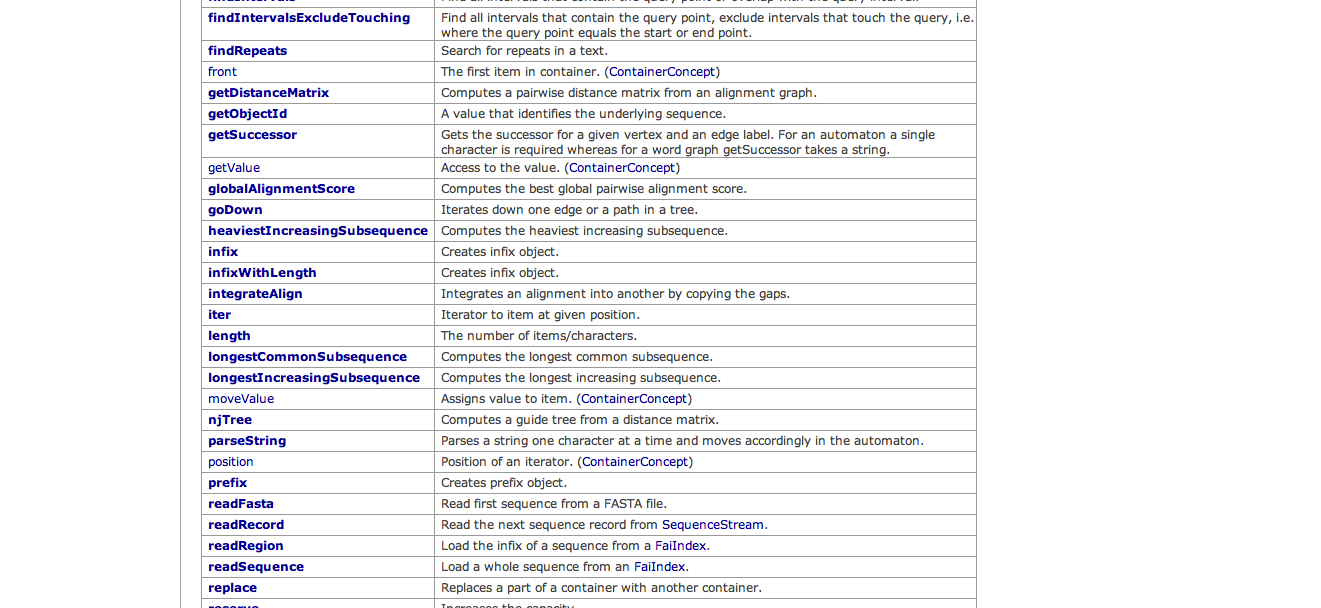 findIntervalsExcludeTouching Find all intervals that contain the query point, exclude intervals that touch the query, i.e.
where the query point equals the start or end point.
findRepeats Search for repeats in a text.
front The first item in container. (ContainerConcept)
getDistanceMatrix Computes a pairwise distance matrix from an alignment graph.
getObjectId A value that identifies the underlying sequence.
getSuccessor Gets the successor for a given vertex and an edge label. For an automaton a single
character is required whereas for a word graph getSuccessor takes a string.
getValue Access to the value. (ContainerConcept)
globalAlignmentScore Computes the best global pairwise alignment score.
goDown Iterates down one edge or a path in a tree.
heaviestIncreasingSubsequence Computes the heaviest increasing subsequence.
infix Creates infix object.
infixWithLength Creates infix object.
integrateAlign Integrates an alignment into another by copying the gaps.
iter Iterator to item at given position.
length The number of items/characters.
longestCommonSubsequence Computes the longest common subsequence.
longestIncreasingSubsequence Computes the longest increasing subsequence.
moveValue Assigns value to item. (ContainerConcept)
njTree Computes a guide tree from a distance matrix.
parseString Parses a string one character at a time and moves accordingly in the automaton.
position Position of an iterator. (ContainerConcept)
prefix Creates prefix object.
readFasta Read first sequence from a FASTA file.
readRecord Read the next sequence record from SequenceStream.
readRegion Load the infix of a sequence from a FaiIndex.
readSequence Load a whole sequence from an FaiIndex.
replace Replaces a part of a container with another container.
reserve Increases the capacity.